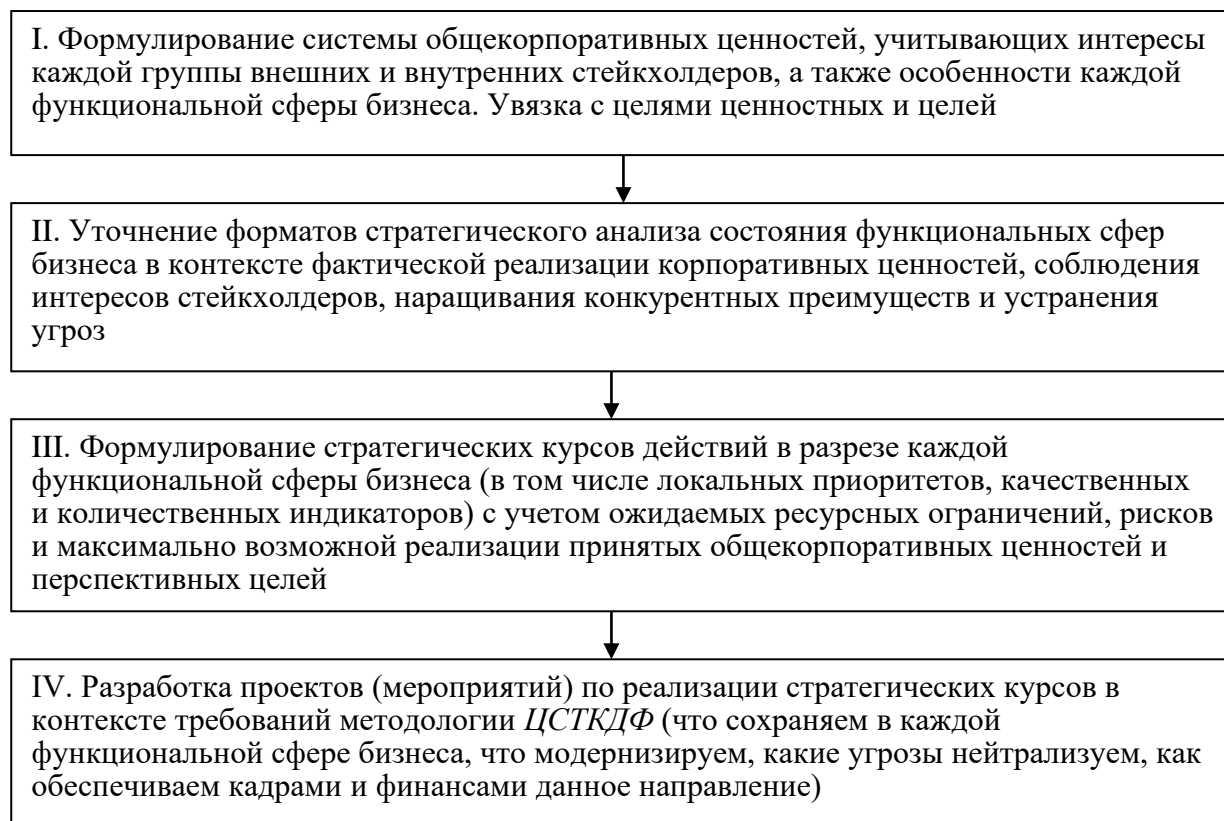 I. Формулирование системы общекорпоративных ценностей, учитывающих интересы
каждой группы внешних и внутренних стейкхолдеров, а также особенности каждой
функциональной сферы бизнеса. Увязка с целями ценностных и целей
II. Уточнение форматов стратегического анализа состояния функциональных сфер
бизнеса в контексте фактической реализации корпоративных ценностей, соблюдения
интересов стейкхолдеров, наращивания конкурентных преимуществ и устранения
угроз
III. Формулирование стратегических курсов действий в разрезе каждой
функциональной сферы бизнеса (в том числе локальных приоритетов, качественных
и количественных индикаторов) с учетом ожидаемых ресурсных ограничений, рисков
и максимально возможной реализации принятых общекорпоративных ценностей и
перспективных целей
IV. Разработка проектов (мероприятий) по реализации стратегических курсов в
контексте требований методологии ЦСТКДФ (что сохраняем в каждой
функциональной сфере бизнеса, что модернизируем, какие угрозы нейтрализуем, как
обеспечиваем кадрами и финансами данное направление)